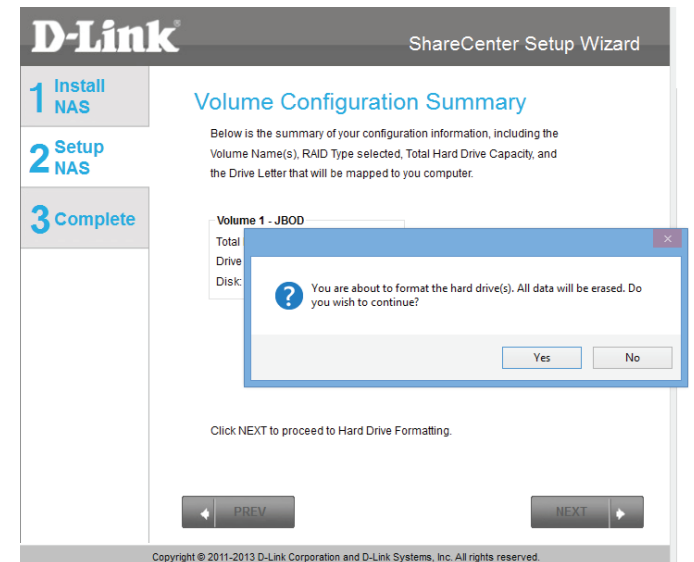 D-Link
ShareCenter Setup Wizard
1 Install
NAS
2 Setup
NAS
3 Complete
Volume Configuration Summary
Below is the summary of your configuration information, including the
Volume Name(s), RAID Type selected, Total Hard Drive Capacity, and
the Drive Letter that will be mapped to you computer.
Volume 1 - JBOD
Total
Drive
Disk:
You are about to format the hard drive(s). All data will be erased. Do
you wish to continue?
Yes
No
Click NEXT to proceed to Hard Drive Formatting.
PREV
NEXT
Copyright © 2011-2013 D-Link Corporation and D-Link Systems, Inc. All rights reserved.